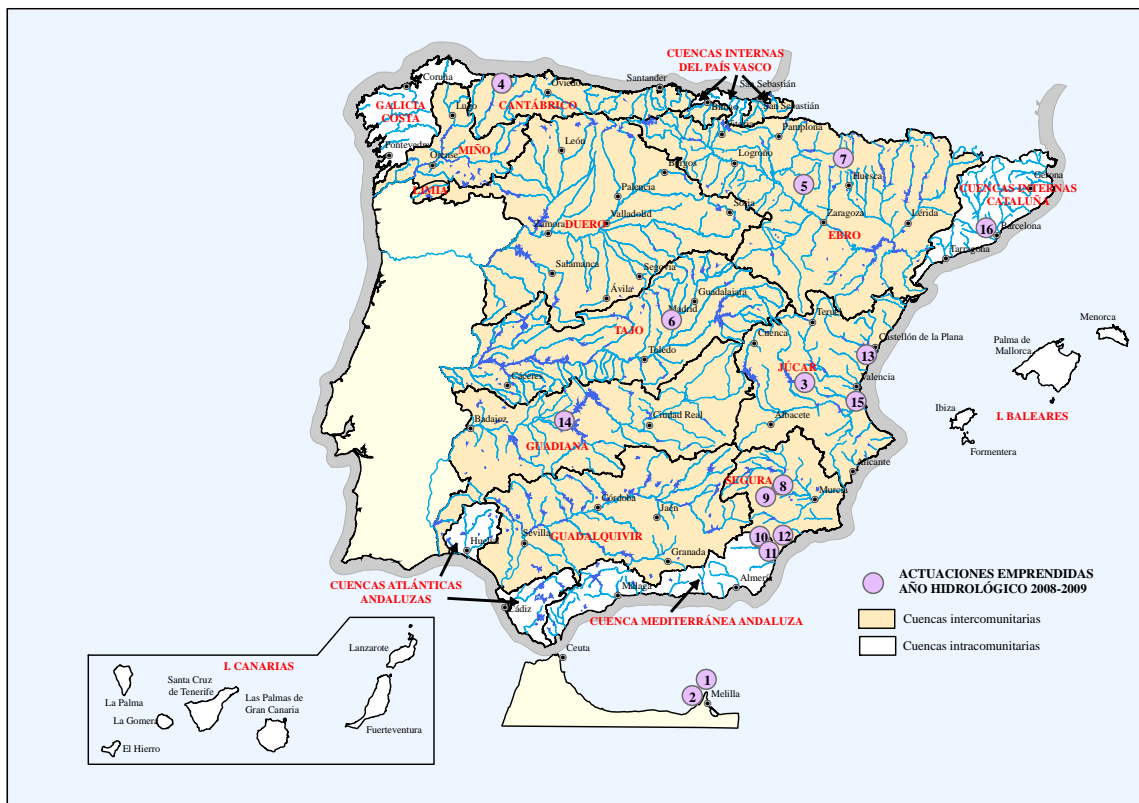 CUENCAS INTERNAS
DEL PAÍS VASCO
Coruña
Santander
San Sebastián
4
Oviedo
CANTÁBRICO
Bilbao
San Sebastián
GALICIA
COSTA
Lugo
Vitoria
Pamplona
Pontevedra
Orense
MIÑO
León
Burgos
Logroño
7
Huesca
5
Gerona
CUENCAS INTERNAS
CATALUÑA
LIMIA
Palencia
Soria
Zamora
DUERO
Valladolid
Zaragoza
EBRO
Lérida
16
Barcelona
Tarragona
Salamanca
Segovia
Ávila
Guadalajara
Madrid
6
Teruel
Menorca
TAJO
Cuenca
Castellón de la Plana
13
Palma de
Mallorca
Toledo
JÚCAR
3
Cáceres
Valencia
15
Ibiza
I. BALEARES
Badajoz
14
Ciudad Real
Albacete
GUADIANA
Formentera
Alicante
SEGURA
8
9
Murcia
Córdoba
Jaén
Sevilla
GUADALQUIVIR
Huelva
10
12
11
Granada
CUENCAS ATLÁNTICAS
ANDALUZAS
Málaga
Almería
Cádiz
CUENCA MEDITERRÁNEA ANDALUZA
ACTUACIONES EMPRENDIDAS
AÑO HIDROLÓGICO 2008-2009
Cuencas intercomunitarias
Cuencas intracomunitarias
Ceuta
1
2
Melilla
I. CANARIAS
Lanzarote
Santa Cruz
de Tenerife
Las Palmas de
Gran Canaria
La Palma
La Gomera
Fuerteventura
El Hierro